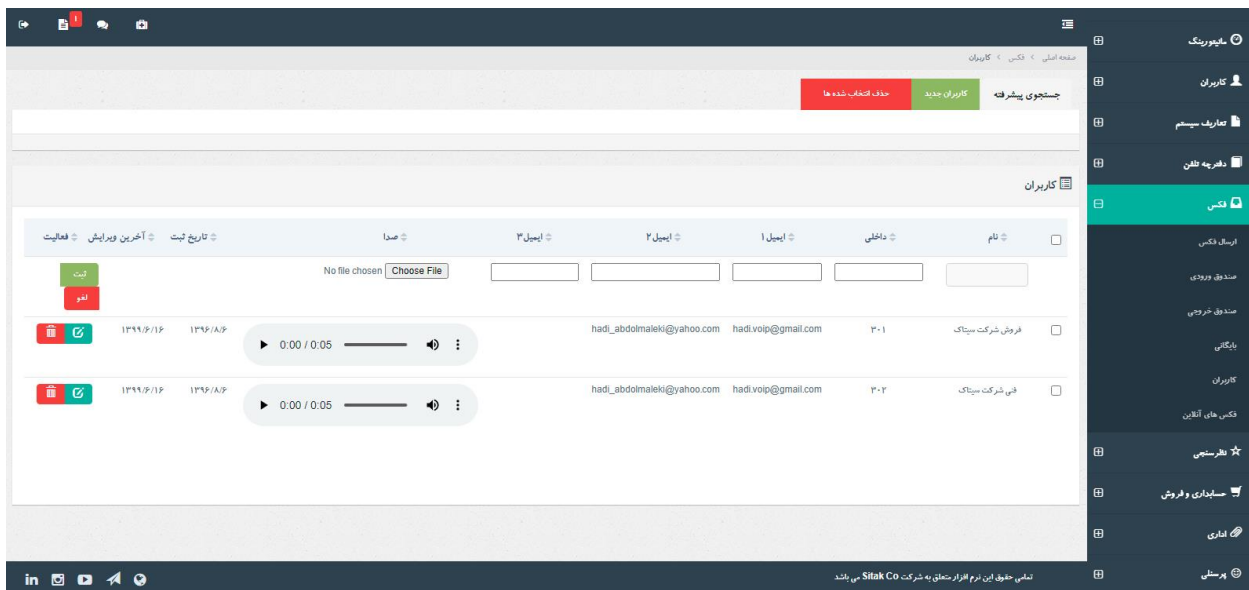 1
مانیتورینگ
کاربران
تعاریف سیستم
دفترچه تلفن
فکس
ارسال فکس
صندوق ورودی
صندوق خروجی
بایگانی
کاربران
فکس های آنلاین
نظرسنجی
حسابداری و فروش
اداری
پرسنلی
صفحه اصلی > فکس > کاربران
جستجوی پیشرفته کاربران جدید حذف انتخاب شده ها
کاربران
نام داخلی ایمیل ۱ ایمیل ۲ ایمیل ۳ صدا تاریخ ثبت آخرین ویرایش فعالیت
Choose File No file chosen ثبت
لغو
فروش شرکت سیتاک ۳۰۱ hadi.voip@gmail.com hadi_abdolmaleki@yahoo.com 0:00 / 0:05 ۱۳۹۶/۸/۶ ۱۳۹۹/۶/۱۶
فنی شرکت سیتاک ۳۰۲ hadi.voip@gmail.com hadi_abdolmaleki@yahoo.com 0:00 / 0:05 ۱۳۹۶/۸/۶ ۱۳۹۹/۶/۱۶
تمامی حقوق این نرم افزار متعلق به شرکت Sitak Co می باشد
in